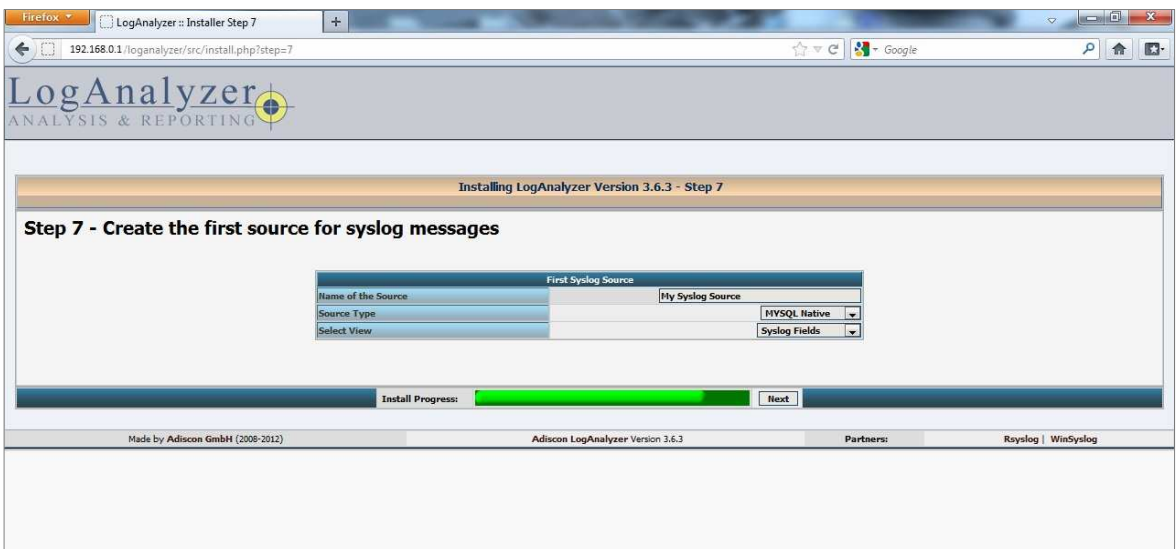 Firefox
LogAnalyzer :: Installer Step 7
192.168.0.1/loganalyzer/src/install.php?step=7
Google
LogAnalyzer
ANALYSIS & REPORTING
Installing LogAnalyzer Version 3.6.3 - Step 7
Step 7 - Create the first source for syslog messages
First Syslog Source
Name of the Source My Syslog Source
Source Type MYSQL Native
Select View Syslog Fields
Install Progress: Next
Made by Adiscon GmbH (2008-2012) Adiscon LogAnalyzer Version 3.6.3 Partners: Rsyslog | WinSyslog